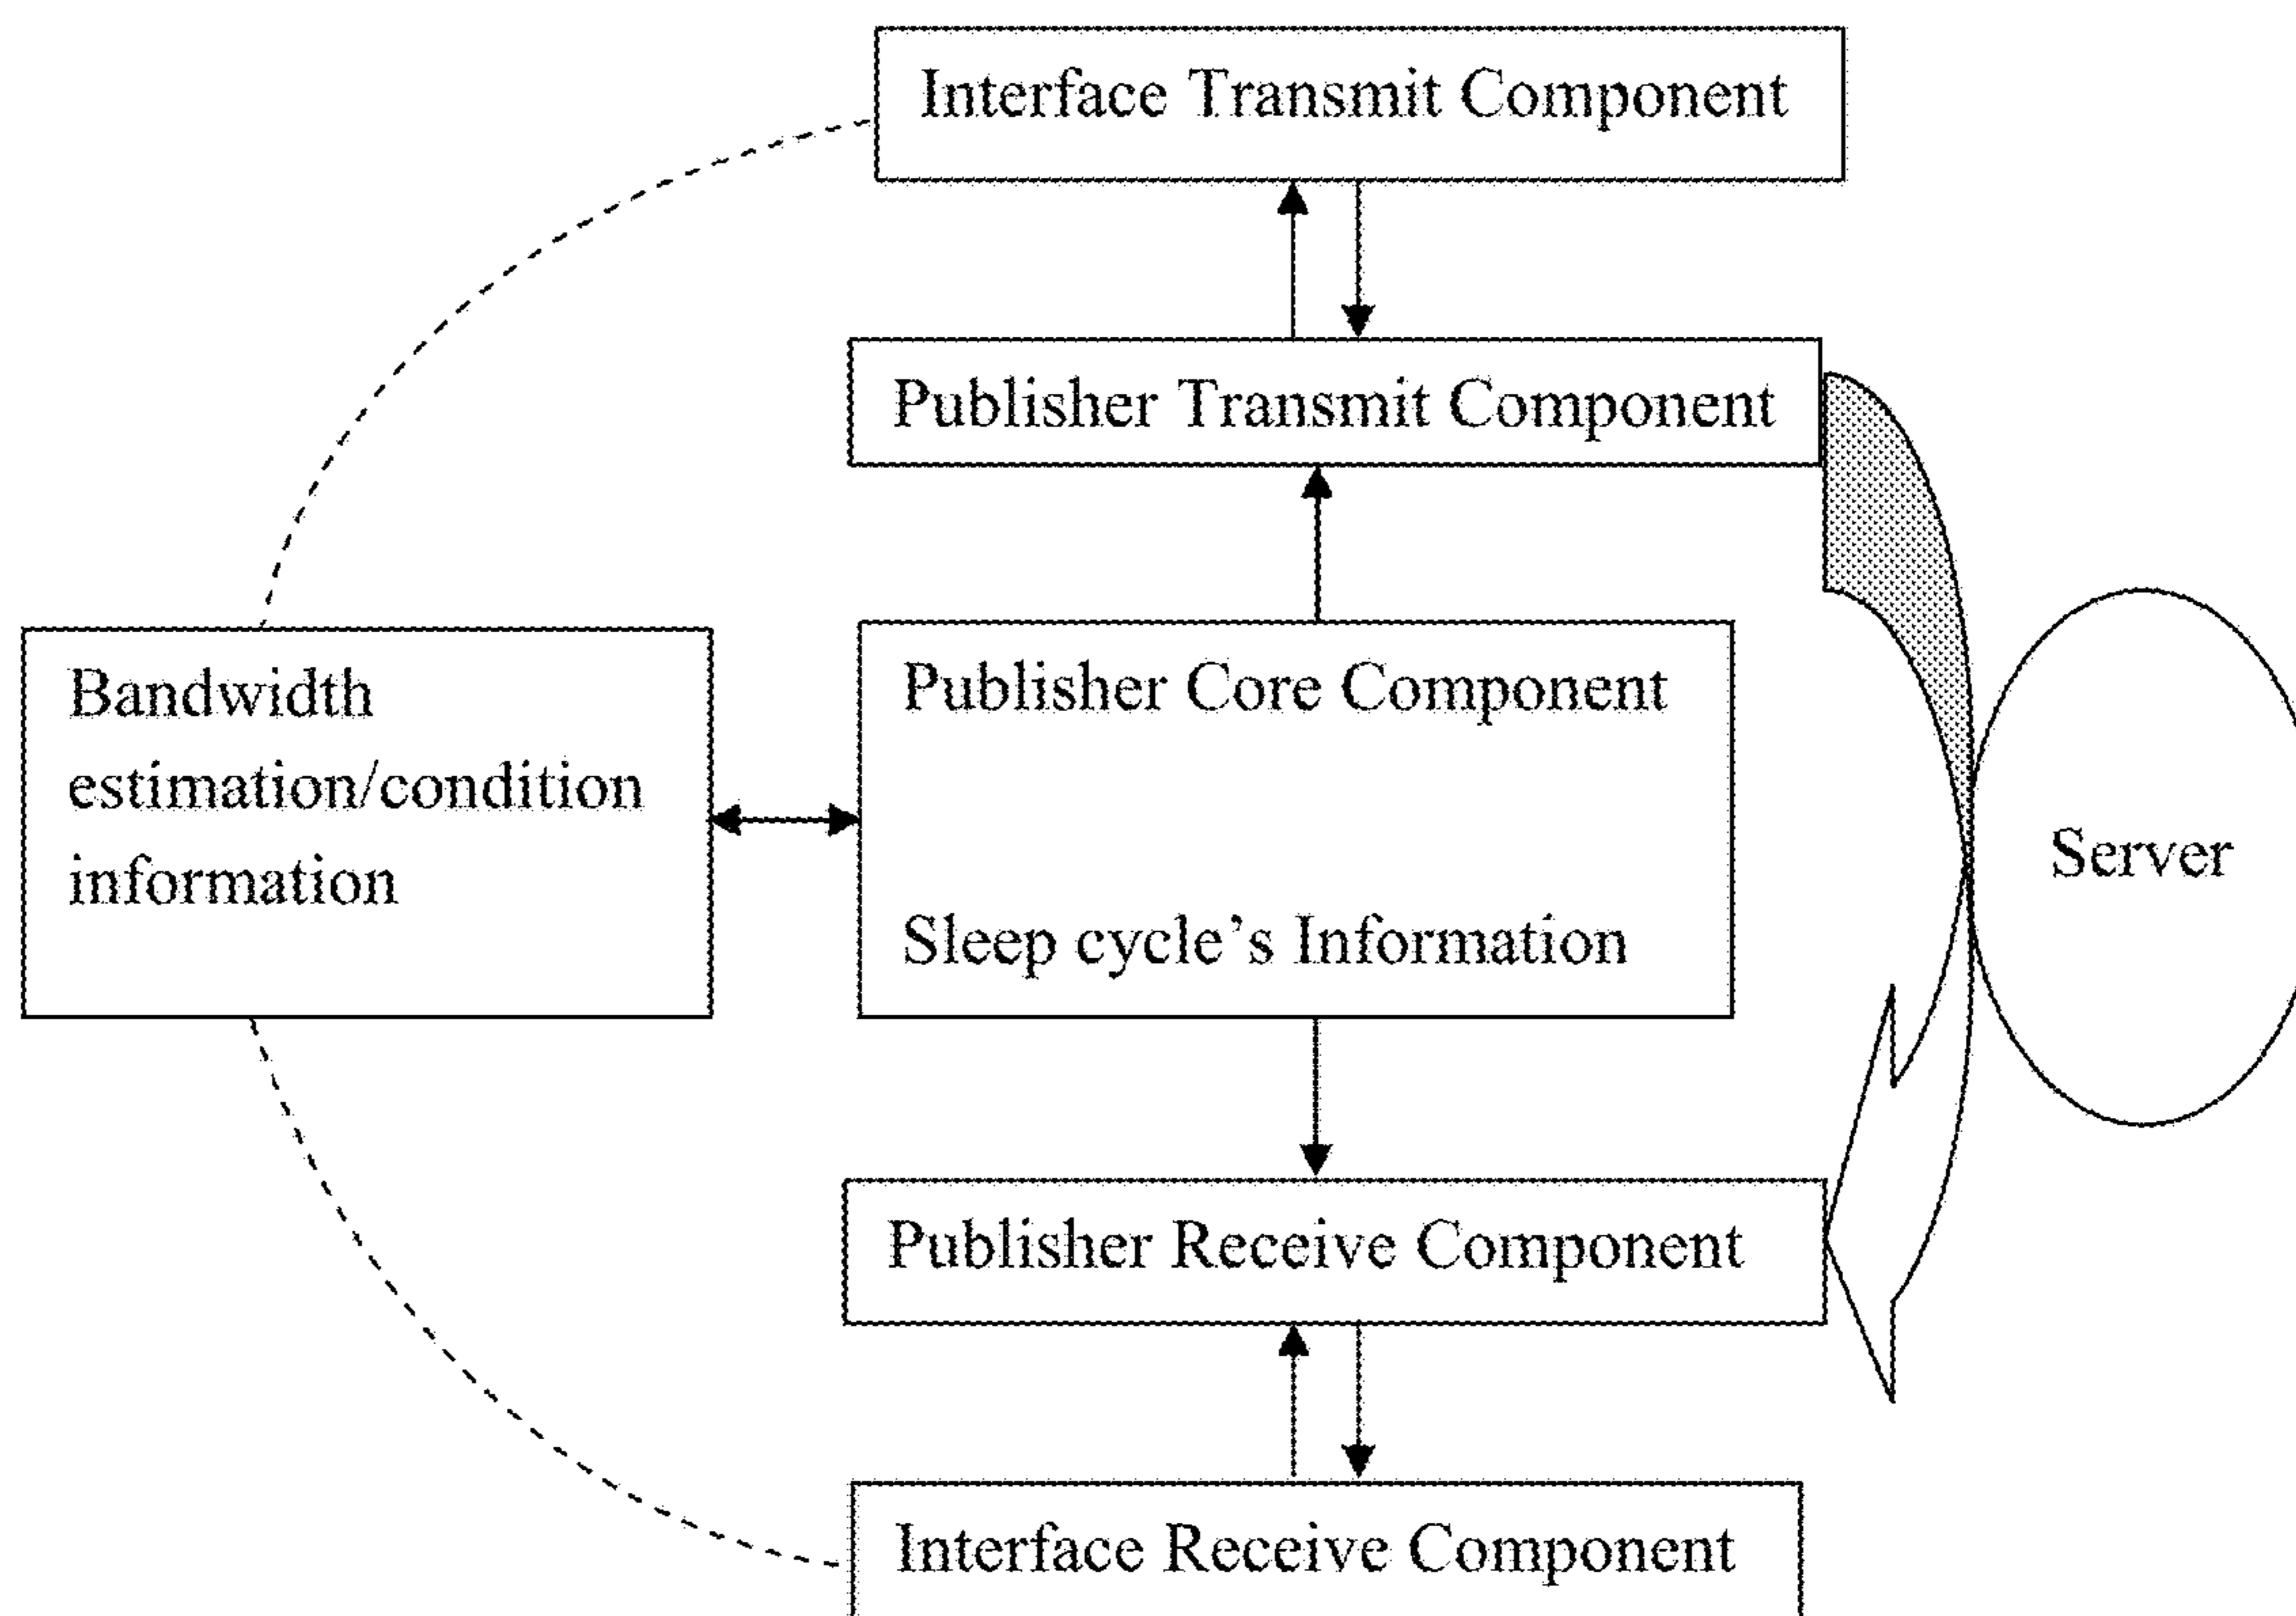 Interface Transmit Component
Publisher Transmit Component
Bandwidth
estimation/condition
information
Publisher Core Component
Sleep cycle's Information
Server
Publisher Receive Component
Interface Receive Component